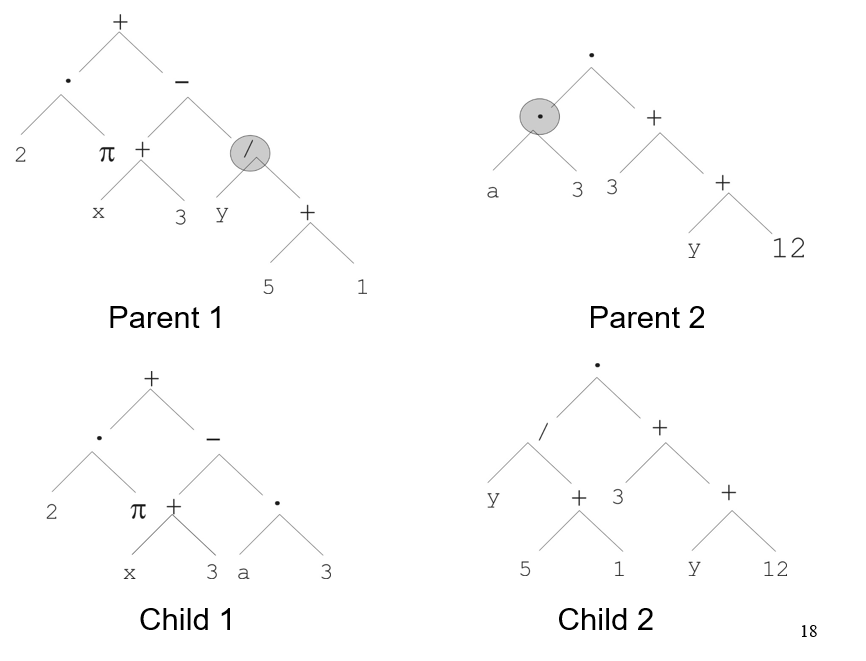 +
· −
2 π + /
x 3 y +
5 1
Parent 1
·
· +
a 3 3 +
y 12
Parent 2
+
· −
2 π + ·
x 3 a 3
Child 1
·
/ +
y + 3 +
5 1 y 12
Child 2
18